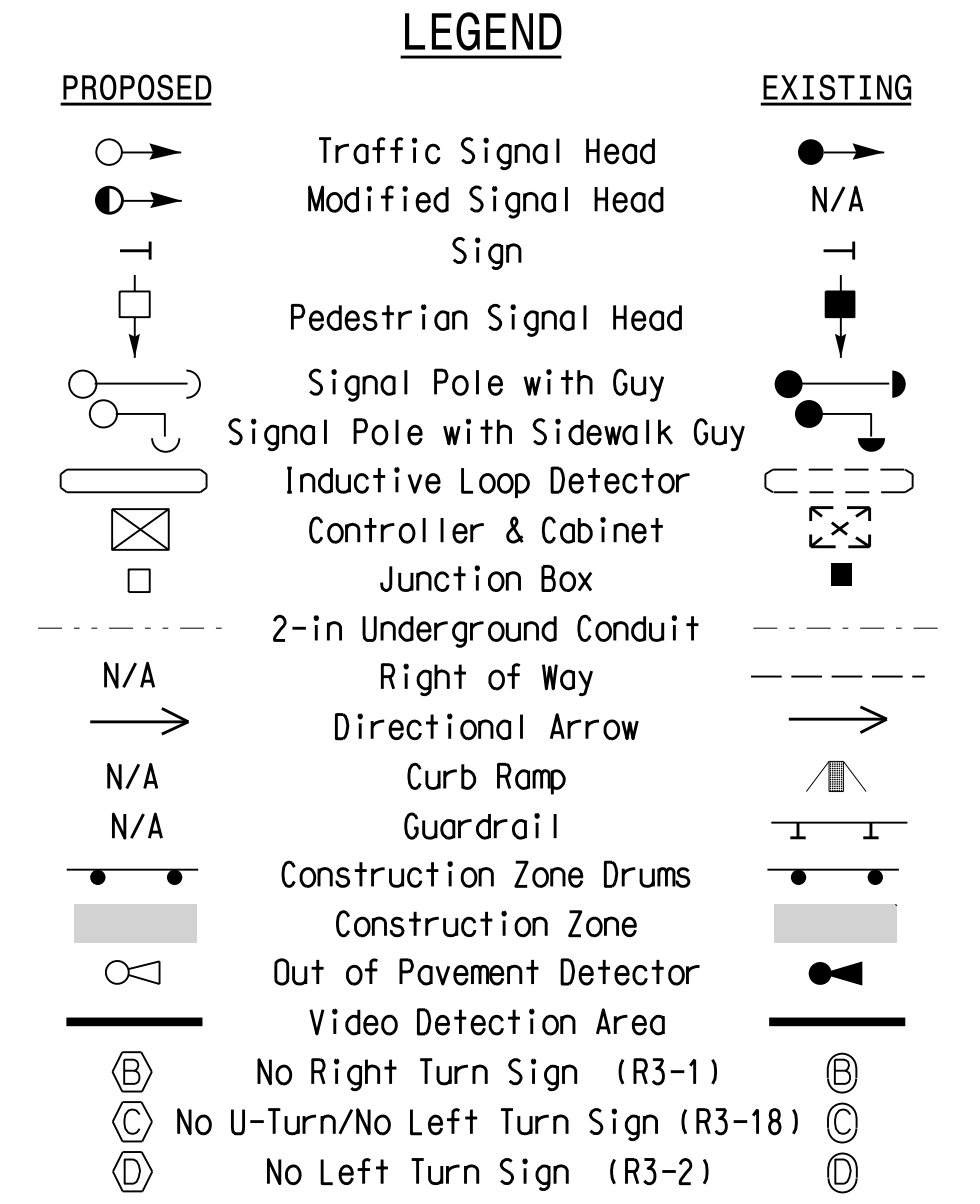 LEGEND
PROPOSED EXISTING
Traffic Signal Head
Modified Signal Head N/A
Sign
Pedestrian Signal Head
Signal Pole with Guy
Signal Pole with Sidewalk Guy
Inductive Loop Detector
Controller & Cabinet
Junction Box
2-in Underground Conduit
N/A Right of Way
Directional Arrow
N/A Curb Ramp
N/A Guardrail
Construction Zone Drums
Construction Zone
Out of Pavement Detector
Video Detection Area
B No Right Turn Sign (R3-1) B
C No U-Turn/No Left Turn Sign (R3-18) C
D No Left Turn Sign (R3-2) D